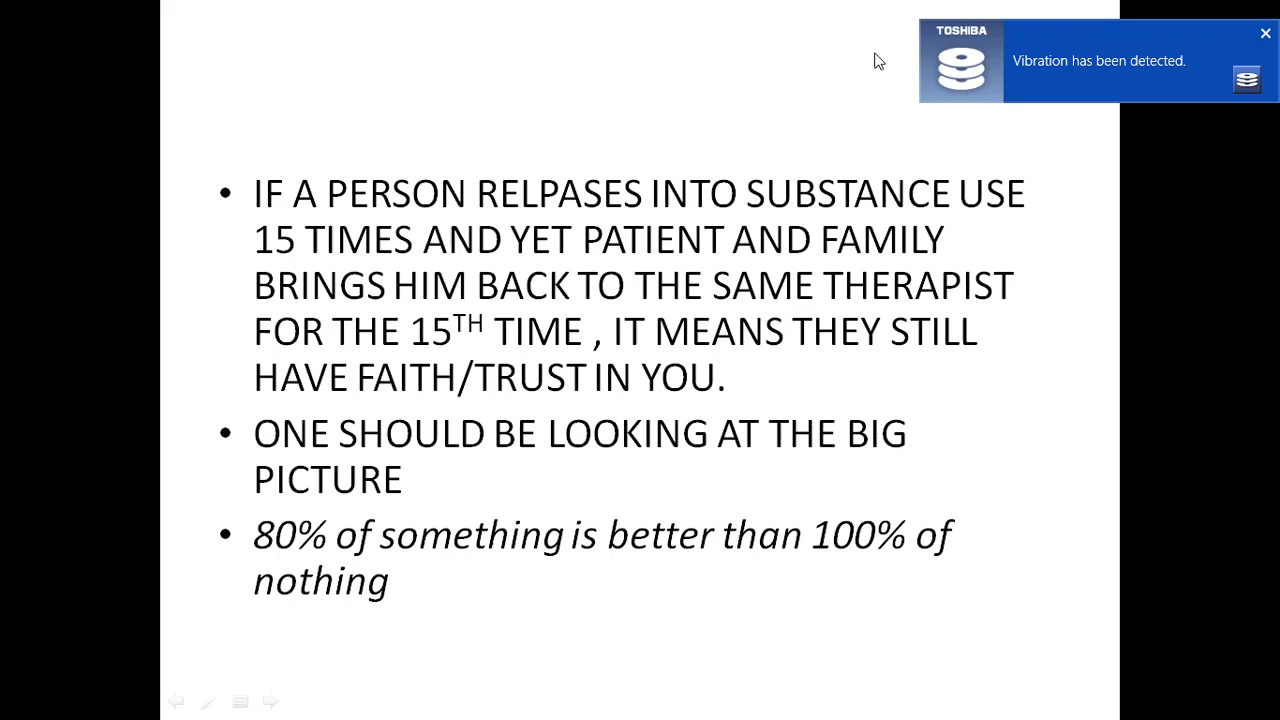 TOSHIBA
Vibration has been detected.
• IF A PERSON RELPASES INTO SUBSTANCE USE
15 TIMES AND YET PATIENT AND FAMILY
BRINGS HIM BACK TO THE SAME THERAPIST
FOR THE 15TH TIME , IT MEANS THEY STILL
HAVE FAITH/TRUST IN YOU.
• ONE SHOULD BE LOOKING AT THE BIG
PICTURE
• 80% of something is better than 100% of
nothing